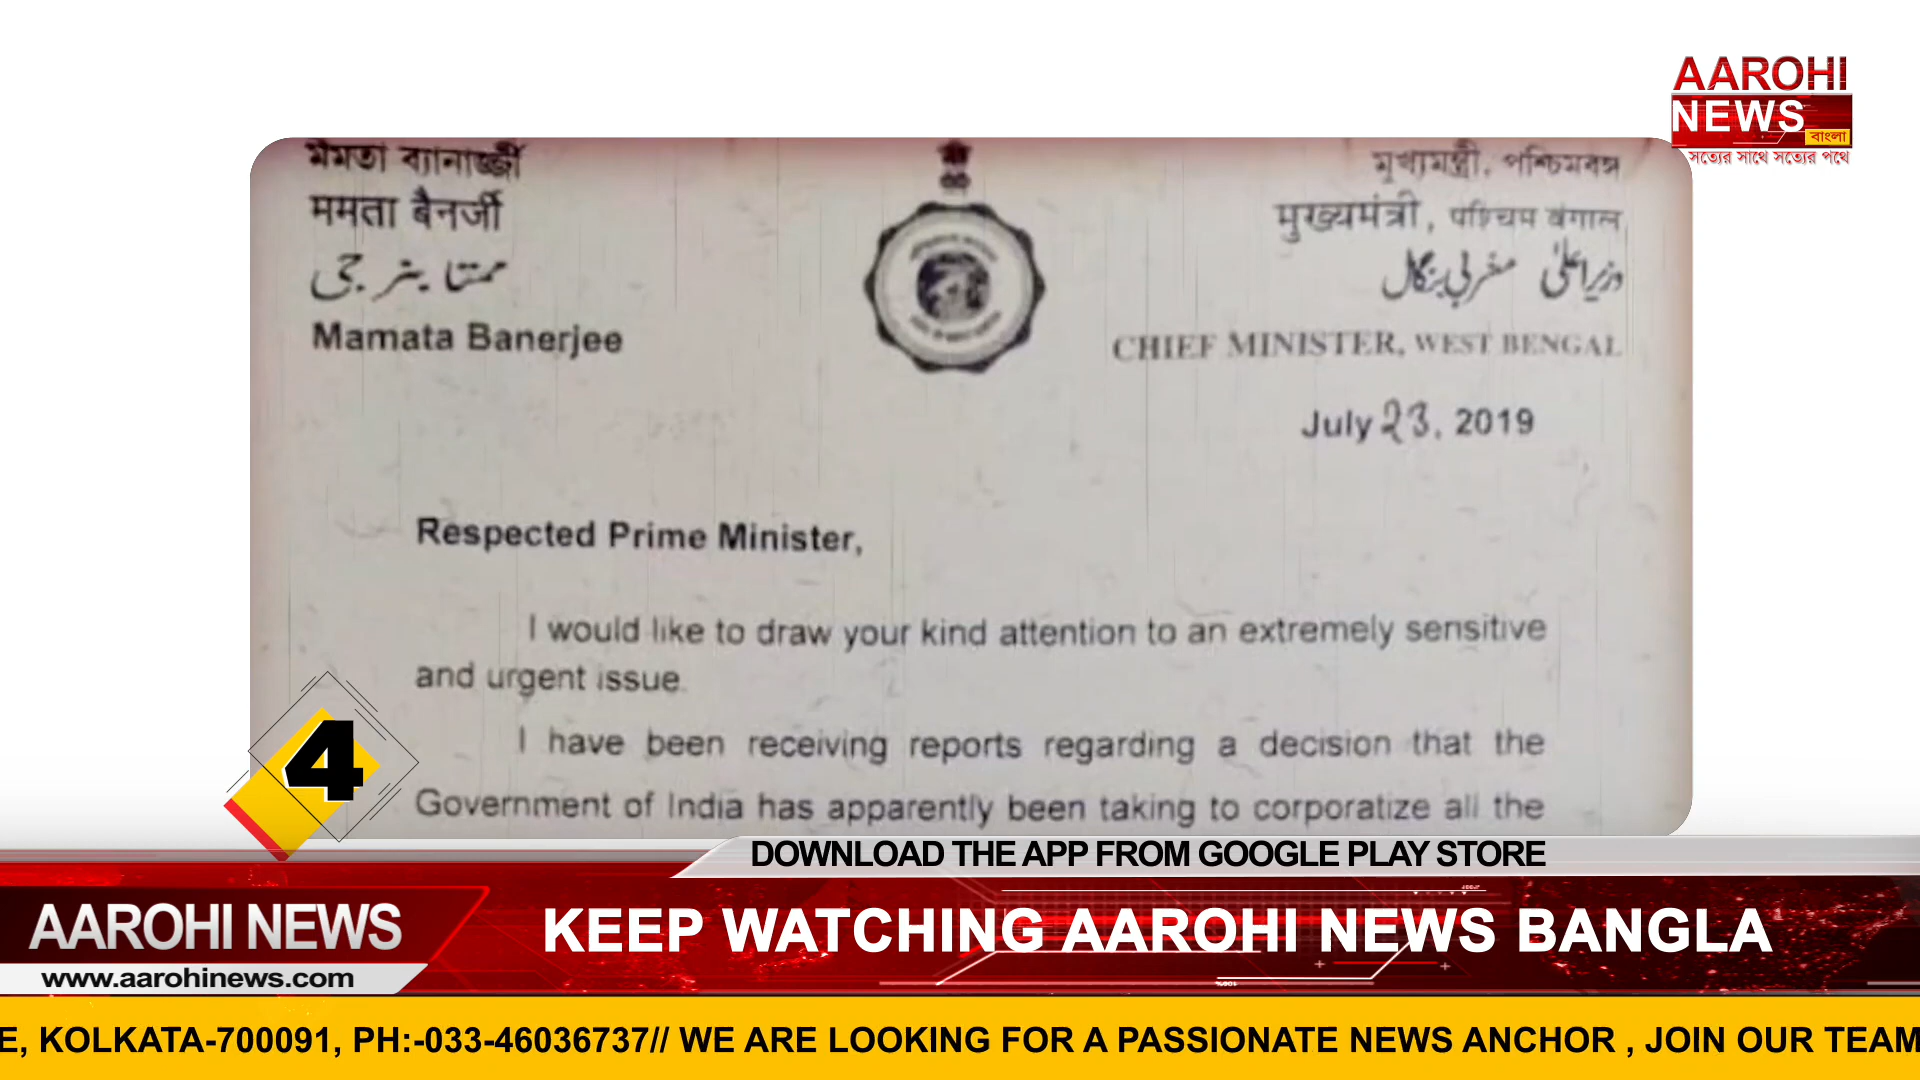 AAROHI
NEWS
বাংলা
সত্যের সাথে সত্যের পথে
মমতা ব্যানার্জ্জী
ममता बैनर्जी
ممتا بنرجی
Mamata Banerjee
মুখ্যমন্ত্রী, পশ্চিমবঙ্গ
मुख्यमंत्री, पश्चिम बंगाल
وزیر اعلیٰ مغربی بنگال
CHIEF MINISTER, WEST BENGAL
July 23, 2019
Respected Prime Minister,
I would like to draw your kind attention to an extremely sensitive
and urgent issue.
I have been receiving reports regarding a decision that the
Government of India has apparently been taking to corporatize all the
4
DOWNLOAD THE APP FROM GOOGLE PLAY STORE
AAROHI NEWS
KEEP WATCHING AAROHI NEWS BANGLA
www.aarohinews.com
E, KOLKATA-700091, PH:-033-46036737// WE ARE LOOKING FOR A PASSIONATE NEWS ANCHOR , JOIN OUR TEAM